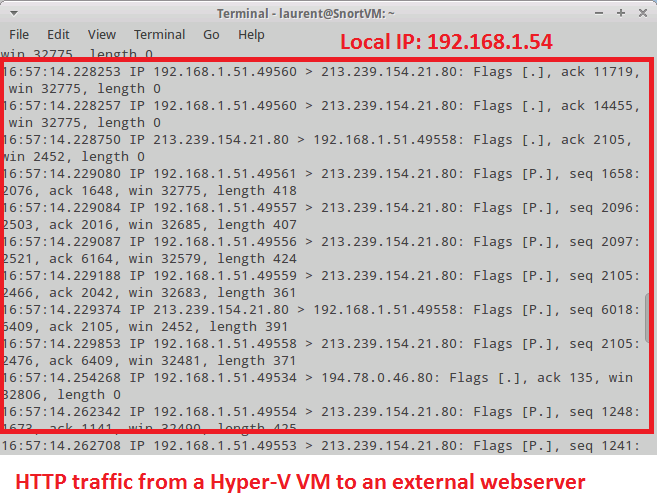 Terminal - laurent@SnortVM: ~
File Edit View Terminal Go Help
Local IP: 192.168.1.54
win 32775, length 0
16:57:14.228253 IP 192.168.1.51.49560 > 213.239.154.21.80: Flags [.], ack 11719,
win 32775, length 0
16:57:14.228257 IP 192.168.1.51.49560 > 213.239.154.21.80: Flags [.], ack 14455,
win 32775, length 0
16:57:14.228750 IP 213.239.154.21.80 > 192.168.1.51.49558: Flags [.], ack 2105,
win 2452, length 0
16:57:14.229080 IP 192.168.1.51.49561 > 213.239.154.21.80: Flags [P.], seq 1658:
2076, ack 1648, win 32775, length 418
16:57:14.229084 IP 192.168.1.51.49557 > 213.239.154.21.80: Flags [P.], seq 2096:
2503, ack 2016, win 32685, length 407
16:57:14.229087 IP 192.168.1.51.49556 > 213.239.154.21.80: Flags [P.], seq 2097:
2521, ack 6164, win 32579, length 424
16:57:14.229188 IP 192.168.1.51.49559 > 213.239.154.21.80: Flags [P.], seq 2105:
2466, ack 2042, win 32683, length 361
16:57:14.229374 IP 213.239.154.21.80 > 192.168.1.51.49558: Flags [P.], seq 6018:
6409, ack 2105, win 2452, length 391
16:57:14.229853 IP 192.168.1.51.49558 > 213.239.154.21.80: Flags [P.], seq 2105:
2476, ack 6409, win 32481, length 371
16:57:14.254268 IP 192.168.1.51.49534 > 194.78.0.46.80: Flags [.], ack 135, win
32806, length 0
16:57:14.262342 IP 192.168.1.51.49554 > 213.239.154.21.80: Flags [P.], seq 1248:
1673, ack 1141, win 32490, length 425
16:57:14.262708 IP 192.168.1.51.49553 > 213.239.154.21.80: Flags [P.], seq 1241:
HTTP traffic from a Hyper-V VM to an external webserver